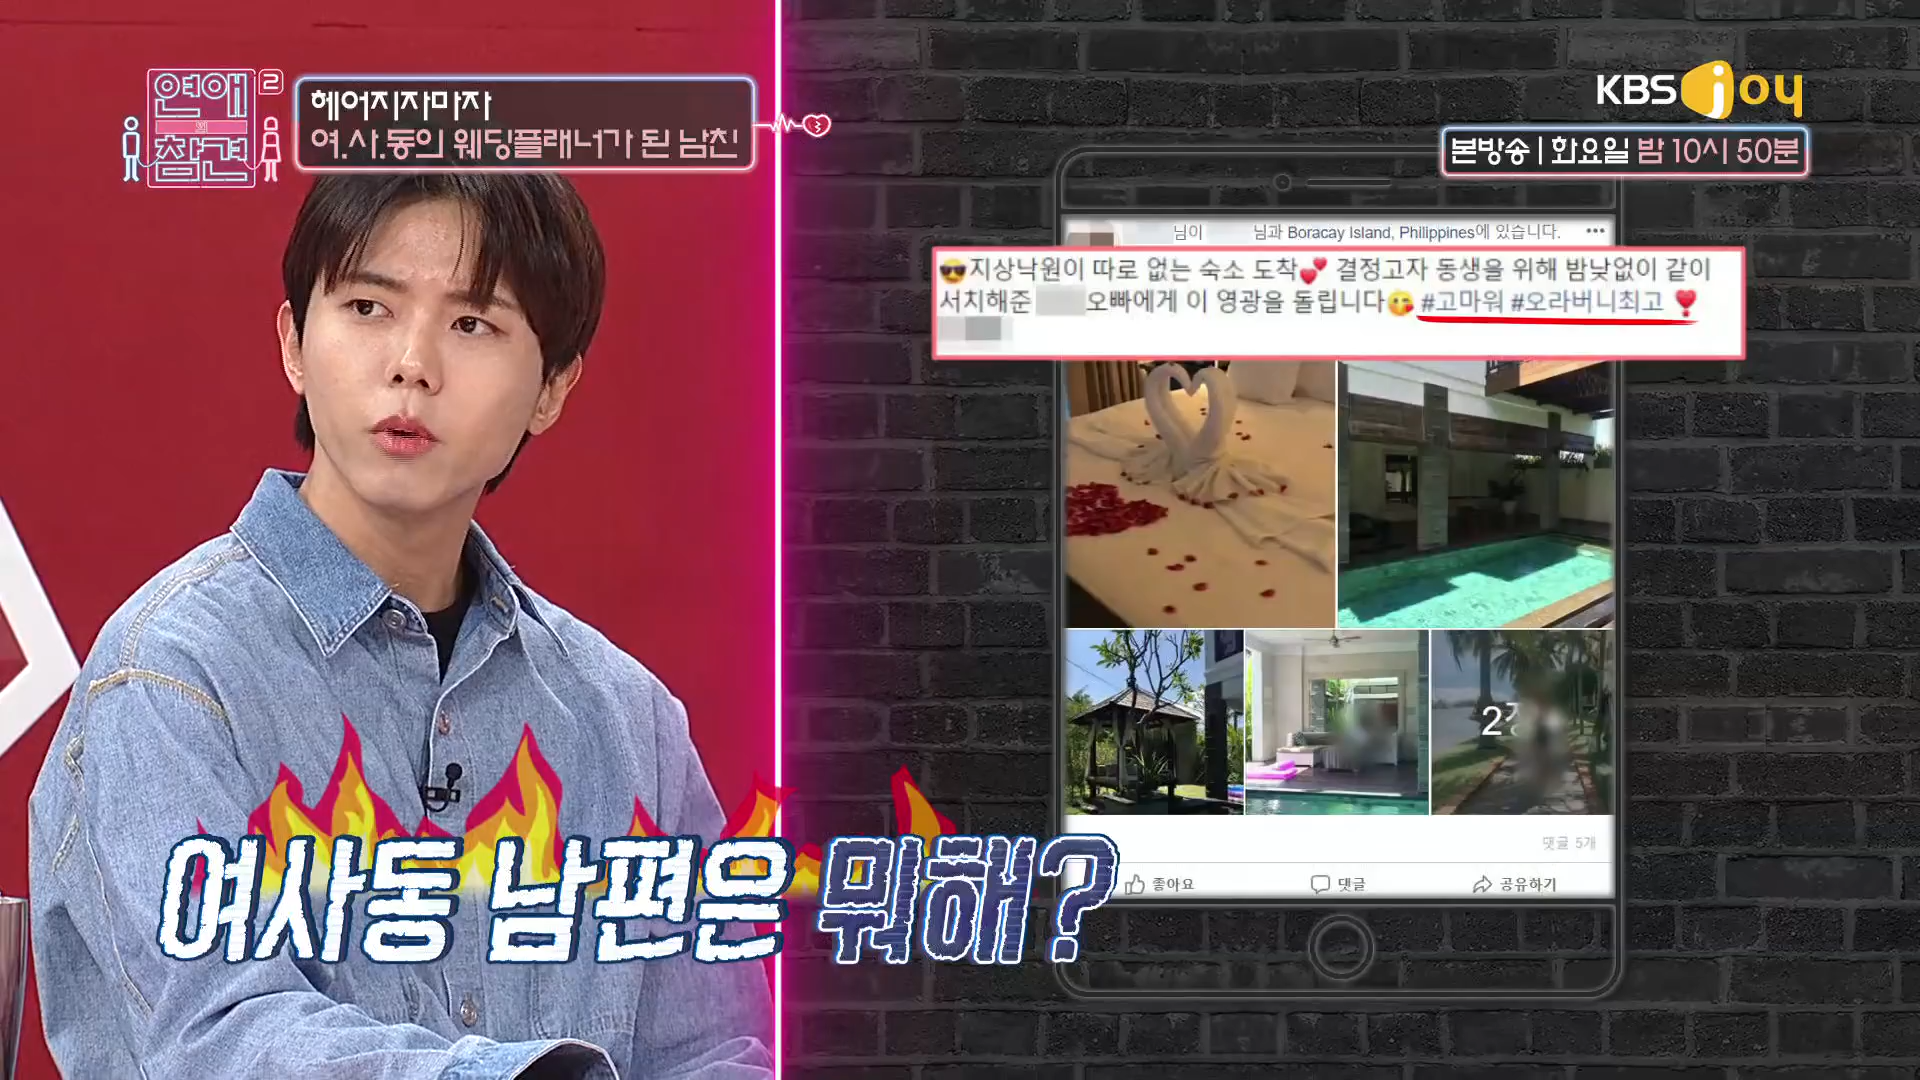 연애의
참견 2
헤어지자마자
여.사.동의 웨딩플래너가 된 남친
KBS joy
본방송 | 화요일 밤 10시 50분
님이 님과 Boracay Island, Philippines에 있습니다.
😎지상낙원이 따로 없는 숙소 도착💕 결정고자 동생을 위해 밤낮없이 같이
서치해준 오빠에게 이 영광을 돌립니다😘 #고마워 #오라버니최고❣️
댓글 5개
좋아요 댓글 공유하기
여사동 남편은 뭐해?